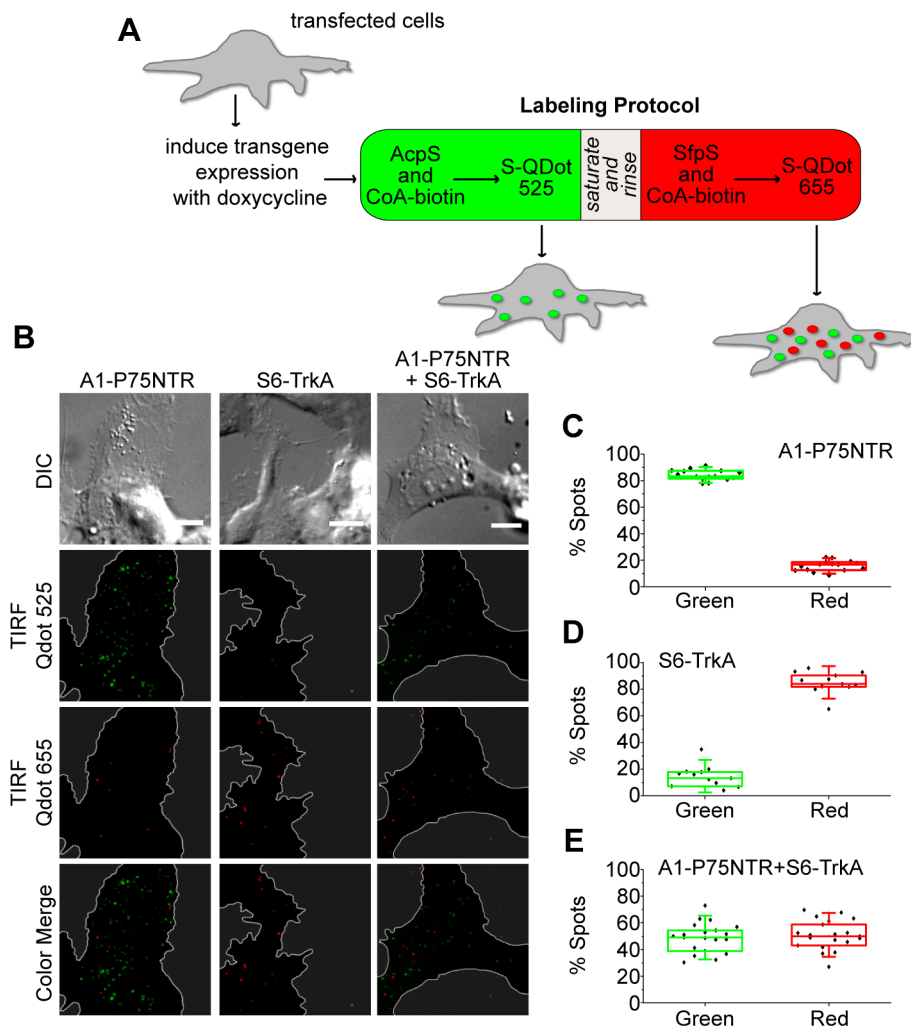 A
transfected cells
induce transgene
expression
with doxycycline
Labeling Protocol
AcpS
and
CoA-biotin
S-QDot
525
saturate
and
rinse
SfpS
and
CoA-biotin
S-QDot
655
B
A1-P75NTR
S6-TrkA
A1-P75NTR
+ S6-TrkA
DIC
TIRF
Qdot 525
TIRF
Qdot 655
Color Merge
C
A1-P75NTR
% Spots
100
80
60
40
20
0
Green
Red
D
S6-TrkA
% Spots
100
80
60
40
20
0
Green
Red
E
A1-P75NTR+S6-TrkA
% Spots
100
80
60
40
20
0
Green
Red